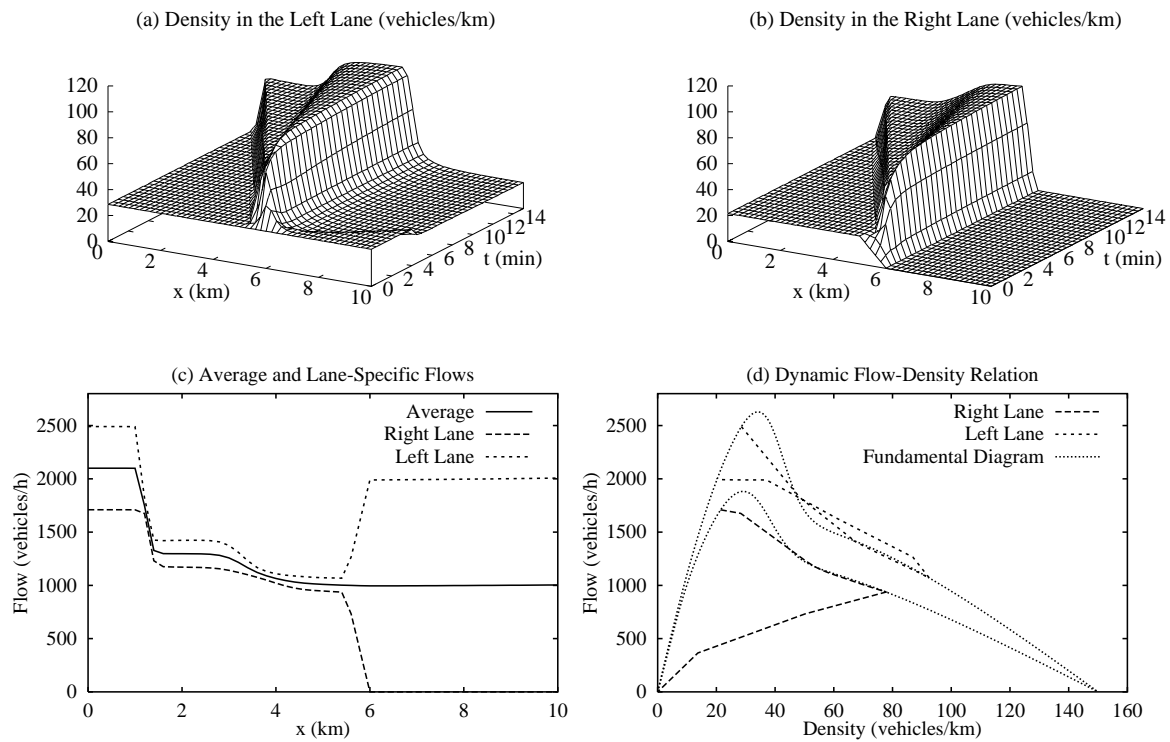 (a) Density in the Left Lane (vehicles/km)
120
100
80
60
40
20
0
0
2
4
6
8
10
x (km)
0
2
4
6
8
10
12
14
t (min)
(b) Density in the Right Lane (vehicles/km)
120
100
80
60
40
20
0
0
2
4
6
8
10
x (km)
0
2
4
6
8
10
12
14
t (min)
(c) Average and Lane-Specific Flows
Flow (vehicles/h)
2500
2000
1500
1000
500
0
Average
Right Lane
Left Lane
0 2 4 6 8 10
x (km)
(d) Dynamic Flow-Density Relation
Flow (vehicles/h)
2500
2000
1500
1000
500
0
Right Lane
Left Lane
Fundamental Diagram
0 20 40 60 80 100 120 140 160
Density (vehicles/km)